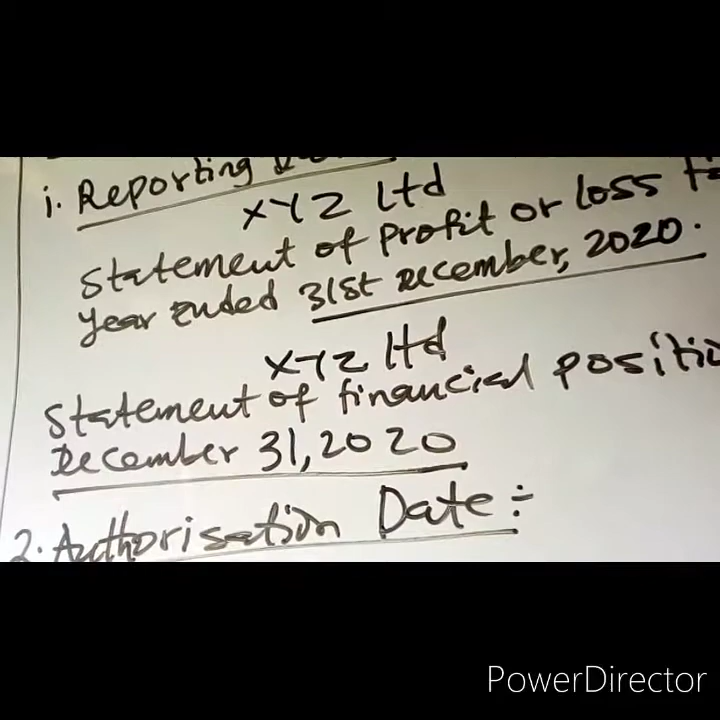 i. Reporting
XYZ Ltd
Statement of Profit or loss
Year Ended 31st December, 2020.
XYZ Ltd
Statement of financial
December 31, 2020
2. Authorisation Date :-
PowerDirector